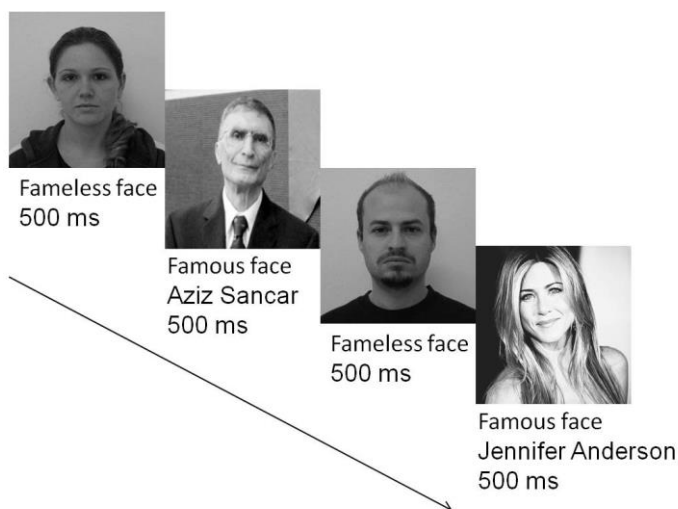 Fameless face
500 ms
Famous face
Aziz Sancar
500 ms
Fameless face
500 ms
Famous face
Jennifer Anderson
500 ms